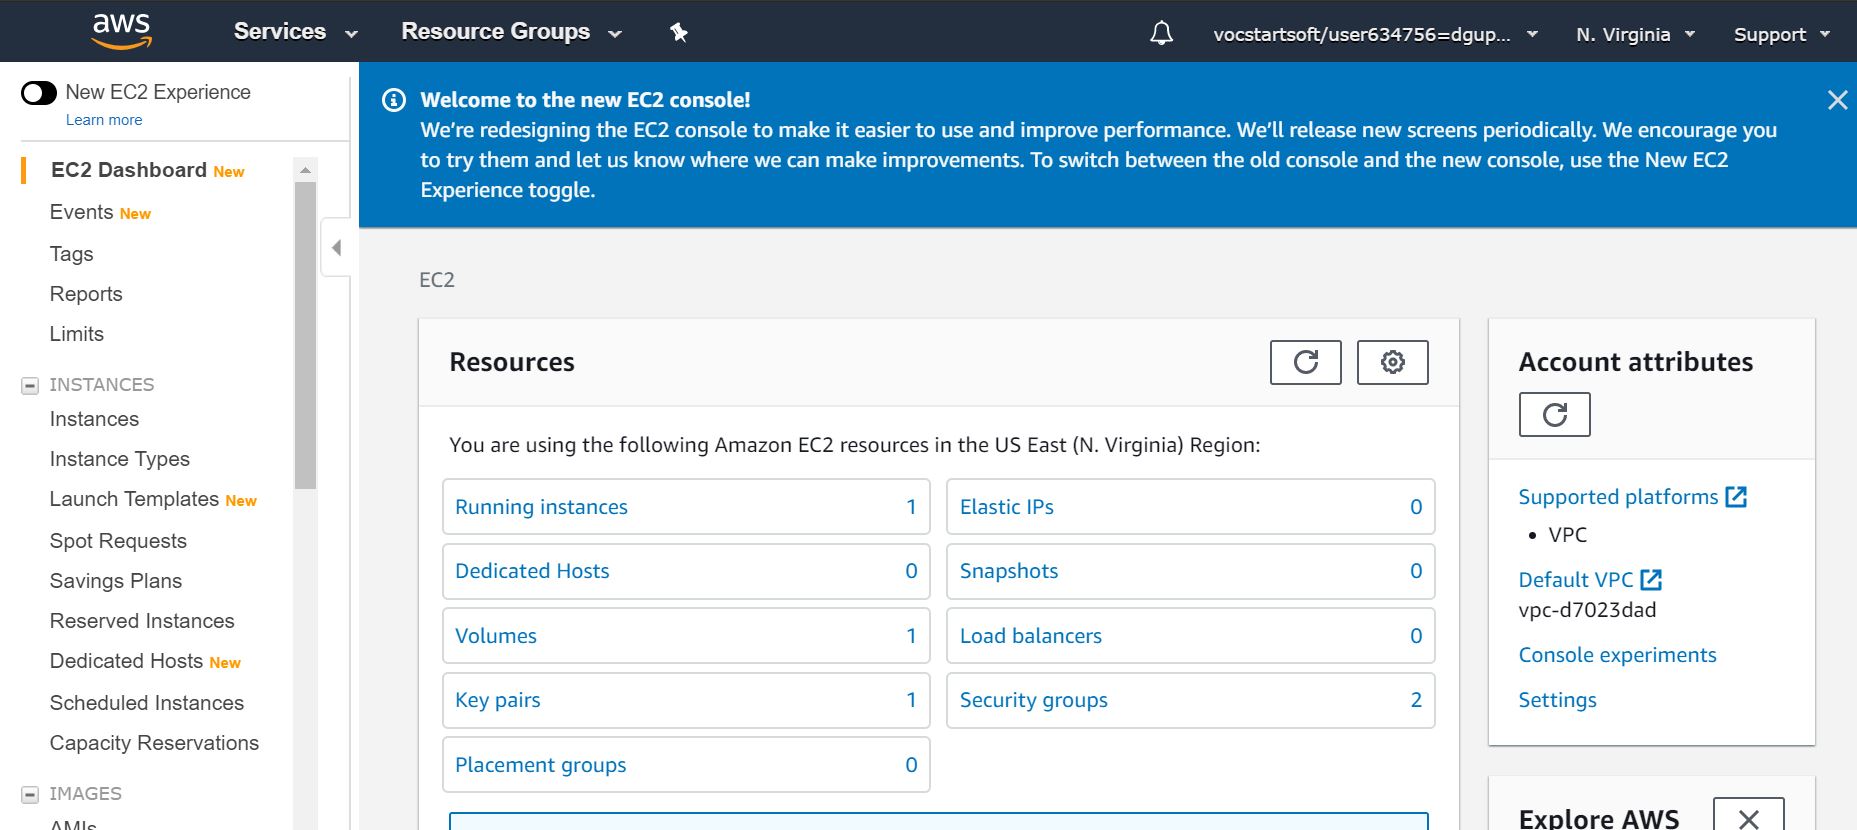 aws
Services
Resource Groups
vocstartsoft/user634756=dgup...
N. Virginia
Support
New EC2 Experience
Learn more
EC2 Dashboard New
Events New
Tags
Reports
Limits
INSTANCES
Instances
Instance Types
Launch Templates New
Spot Requests
Savings Plans
Reserved Instances
Dedicated Hosts New
Scheduled Instances
Capacity Reservations
IMAGES
AMIs
Welcome to the new EC2 console!
We’re redesigning the EC2 console to make it easier to use and improve performance. We’ll release new screens periodically. We encourage you
to try them and let us know where we can make improvements. To switch between the old console and the new console, use the New EC2
Experience toggle.
EC2
Resources
You are using the following Amazon EC2 resources in the US East (N. Virginia) Region:
Running instances 1
Elastic IPs 0
Dedicated Hosts 0
Snapshots 0
Volumes 1
Load balancers 0
Key pairs 1
Security groups 2
Placement groups 0
Account attributes
Supported platforms
• VPC
Default VPC
vpc-d7023dad
Console experiments
Settings
Explore AWS